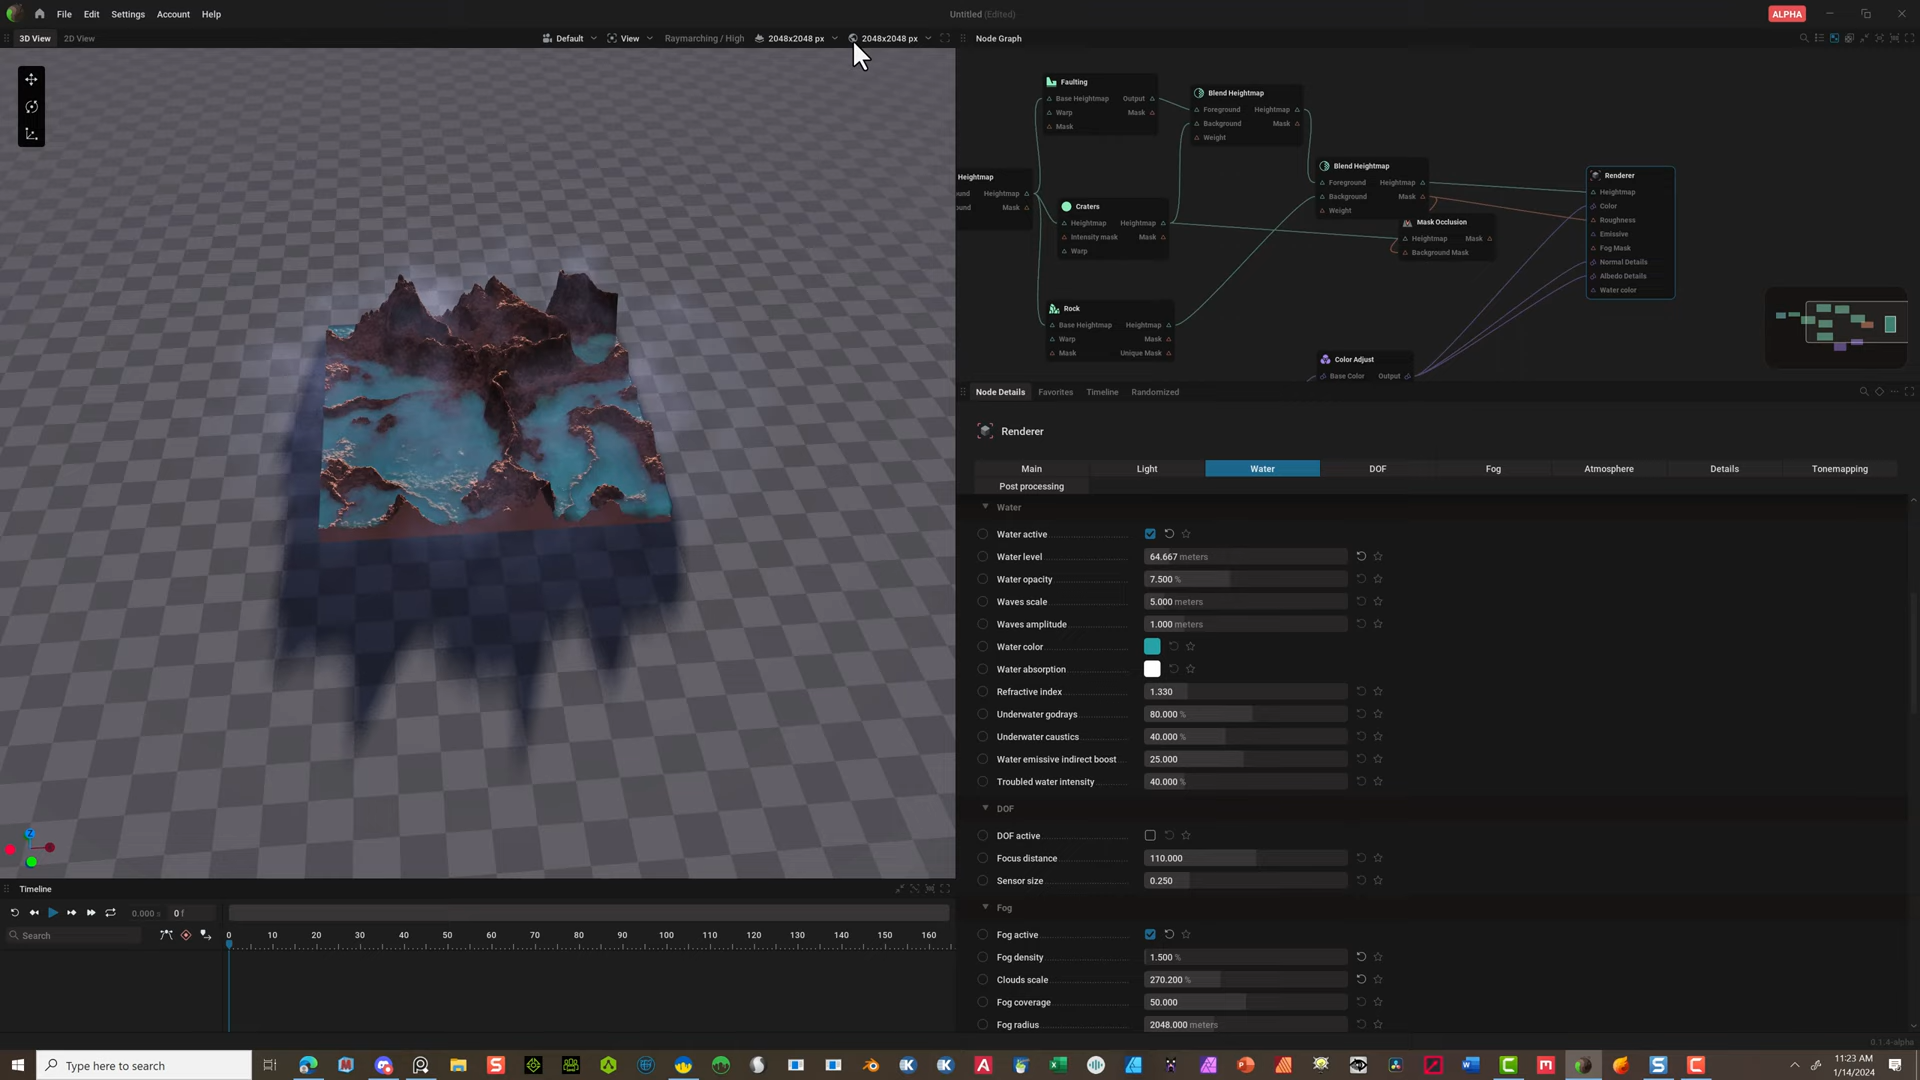 File Edit Settings Account Help
Untitled (Edited)
ALPHA
3D View 2D View
Default View Raymarching / High 2048x2048 px 2048x2048 px
Node Graph
Faulting
Base Heightmap Output
Warp Mask
Mask
Blend Heightmap
Foreground Heightmap
Background Mask
Weight
Heightmap
ound Heightmap
ound Mask
Craters
Heightmap Heightmap
Intensity mask Mask
Warp
Blend Heightmap
Foreground Heightmap
Background Mask
Weight
Mask Occlusion
Heightmap Mask
Background Mask
Renderer
Heightmap
Color
Roughness
Emissive
Fog Mask
Normal Details
Albedo Details
Water color
Rock
Base Heightmap Heightmap
Warp Mask
Mask Unique Mask
Color Adjust
Base Color Output
Node Details Favorites Timeline Randomized
Renderer
Main Light Water DOF Fog Atmosphere Details Tonemapping
Post processing
Water
Water active
Water level 64.667 meters
Water opacity 7.500 %
Waves scale 5.000 meters
Waves amplitude 1.000 meters
Water color
Water absorption
Refractive index 1.330
Underwater godrays 80.000 %
Underwater caustics 40.000 %
Water emissive indirect boost 25.000
Troubled water intensity 40.000 %
DOF
DOF active
Focus distance 110.000
Sensor size 0.250
Fog
Fog active
Fog density 1.500 %
Clouds scale 270.200 %
Fog coverage 50.000
Fog radius 2048.000 meters
Timeline
0.000 s 0 f
Search
0 10 20 30 40 50 60 70 80 90 100 110 120 130 140 150 160
0.1.4-alpha
Type here to search
11:23 AM
1/14/2024